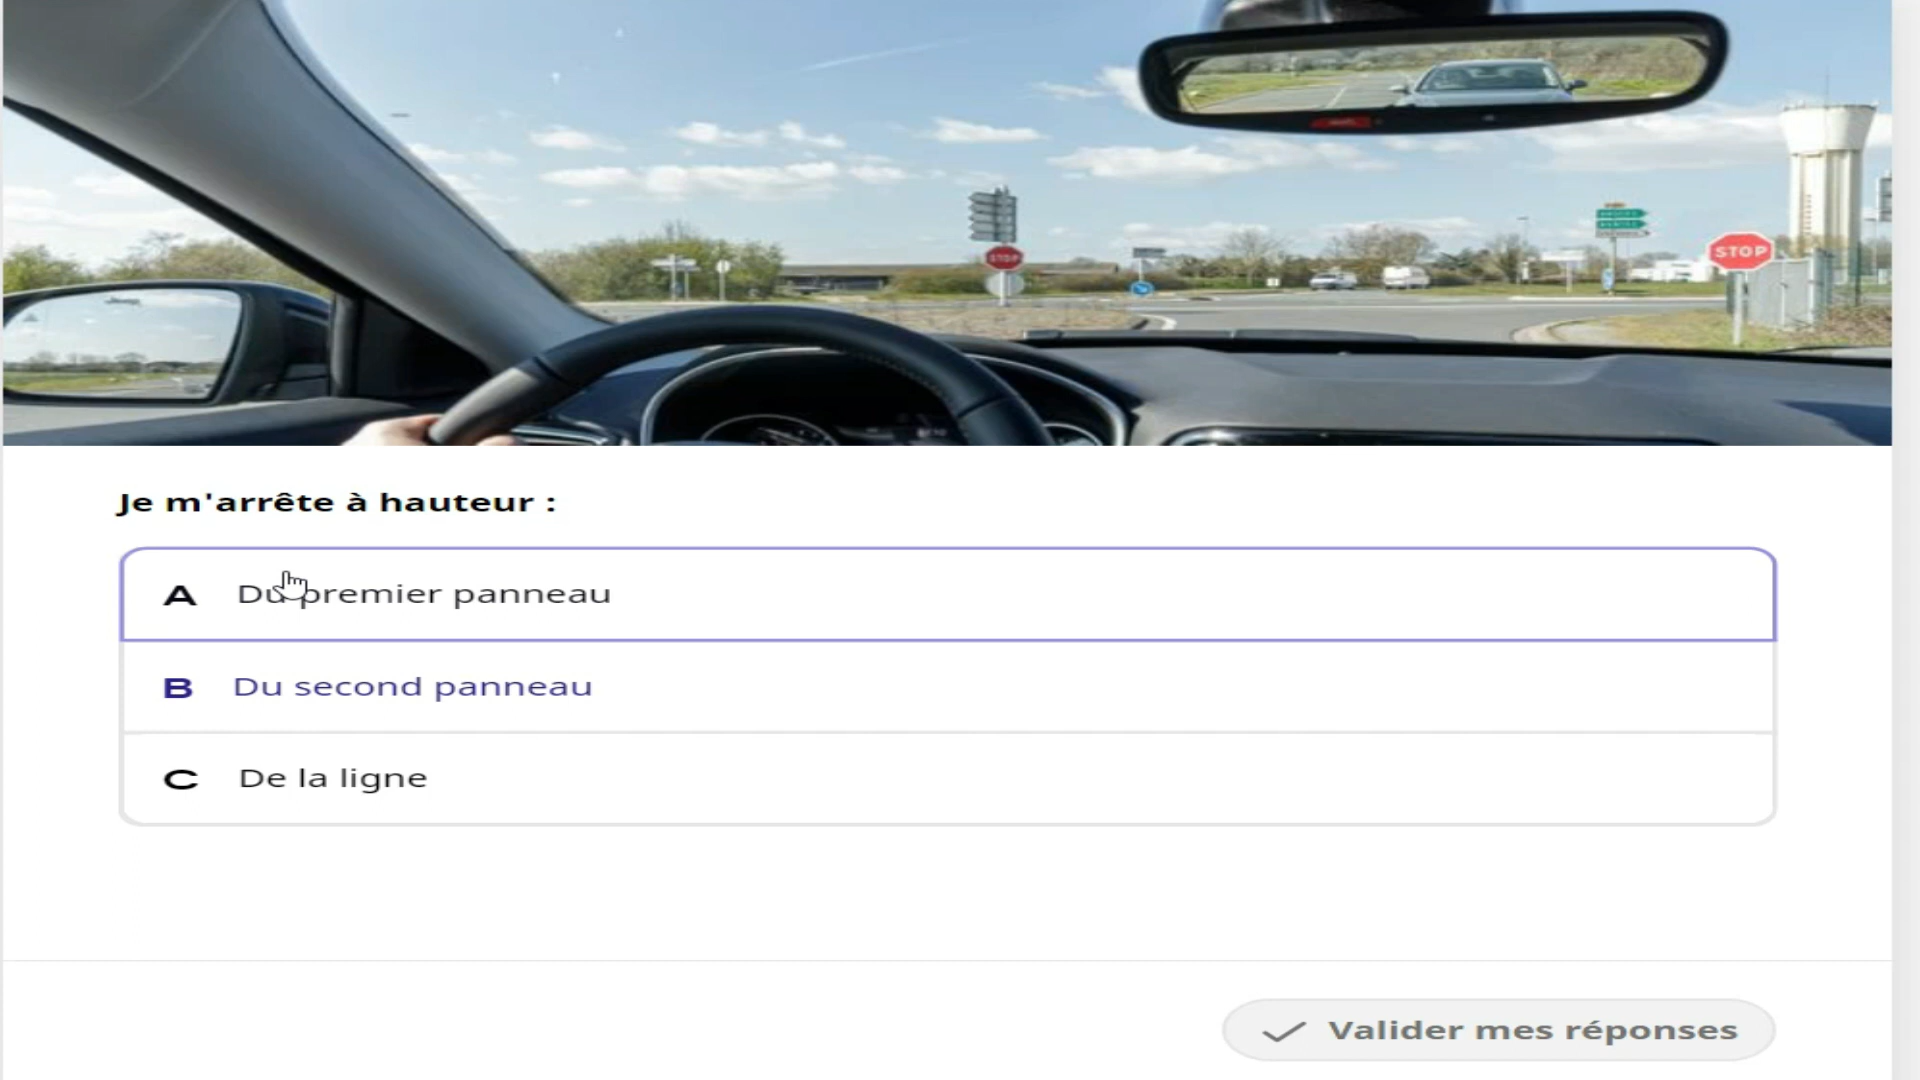 STOP
STOP
Je m'arrête à hauteur :
A Du premier panneau
B Du second panneau
C De la ligne
Valider mes réponses